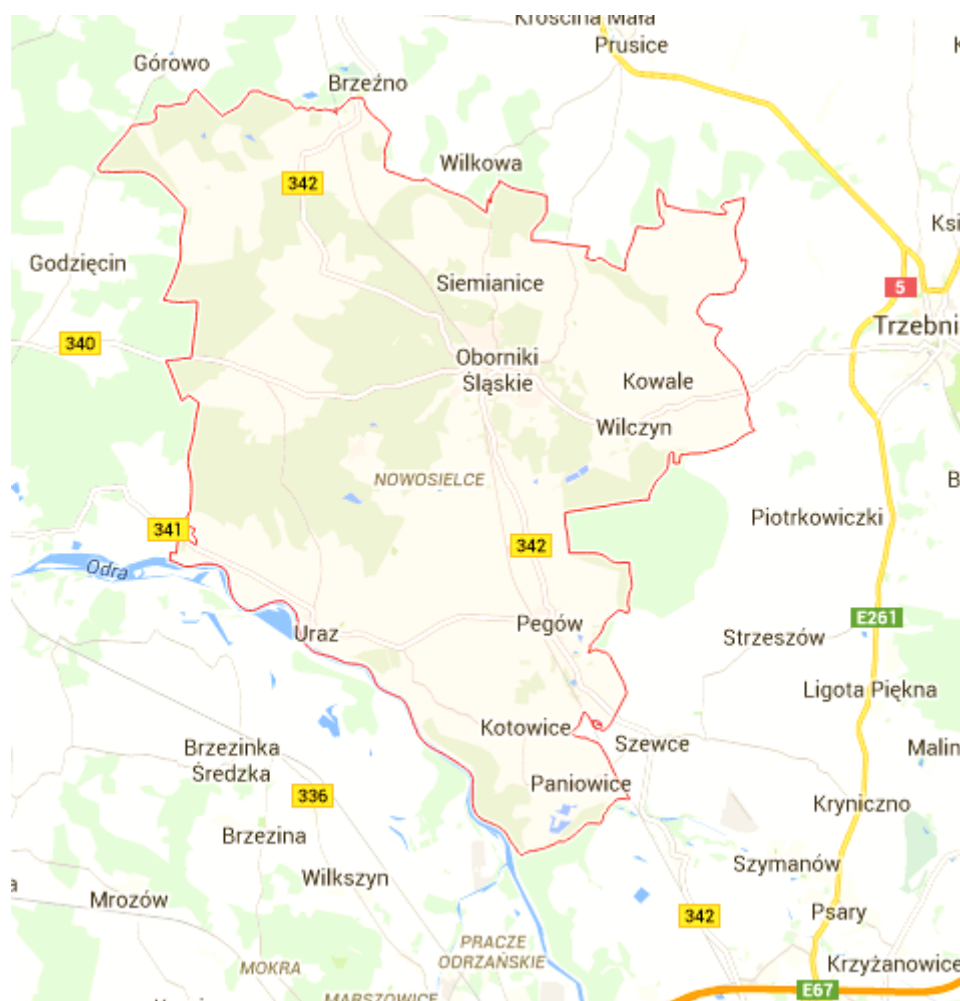 Krościna Mała
Prusice
Górowo
Brzeźno
Wilkowa
342
Godzięcin
Siemianice
5
340
Trzebni
Oborniki
Śląskie
Kowale
Wilczyn
NOWOSIELCE
Piotrkowiczki
341
342
Odra
Uraz
Pęgów
E261
Strzeszów
Ligota Piękna
Kotowice
Szewce
Malin
Brzezinka
Średzka
Paniowice
336
Kryniczno
Brzezina
Wilkszyn
Szymanów
Mrozów
342
Psary
PRACZE
ODRZAŃSKIE
MOKRA
Krzyżanowice
E67
MARSZOWICE